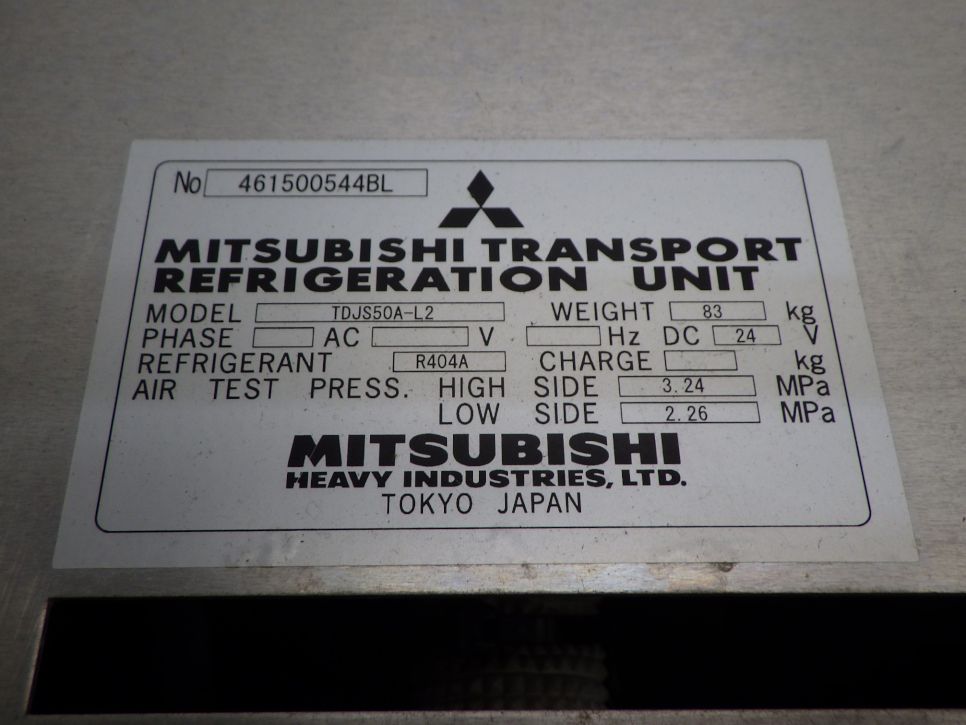 No 461500544BL
MITSUBISHI TRANSPORT
REFRIGERATION UNIT
MODEL TDJS50A-L2 WEIGHT 83 kg
PHASE AC V Hz DC 24 V
REFRIGERANT R404A CHARGE kg
AIR TEST PRESS. HIGH SIDE 3.24 MPa
LOW SIDE 2.26 MPa
MITSUBISHI
HEAVY INDUSTRIES, LTD.
TOKYO JAPAN